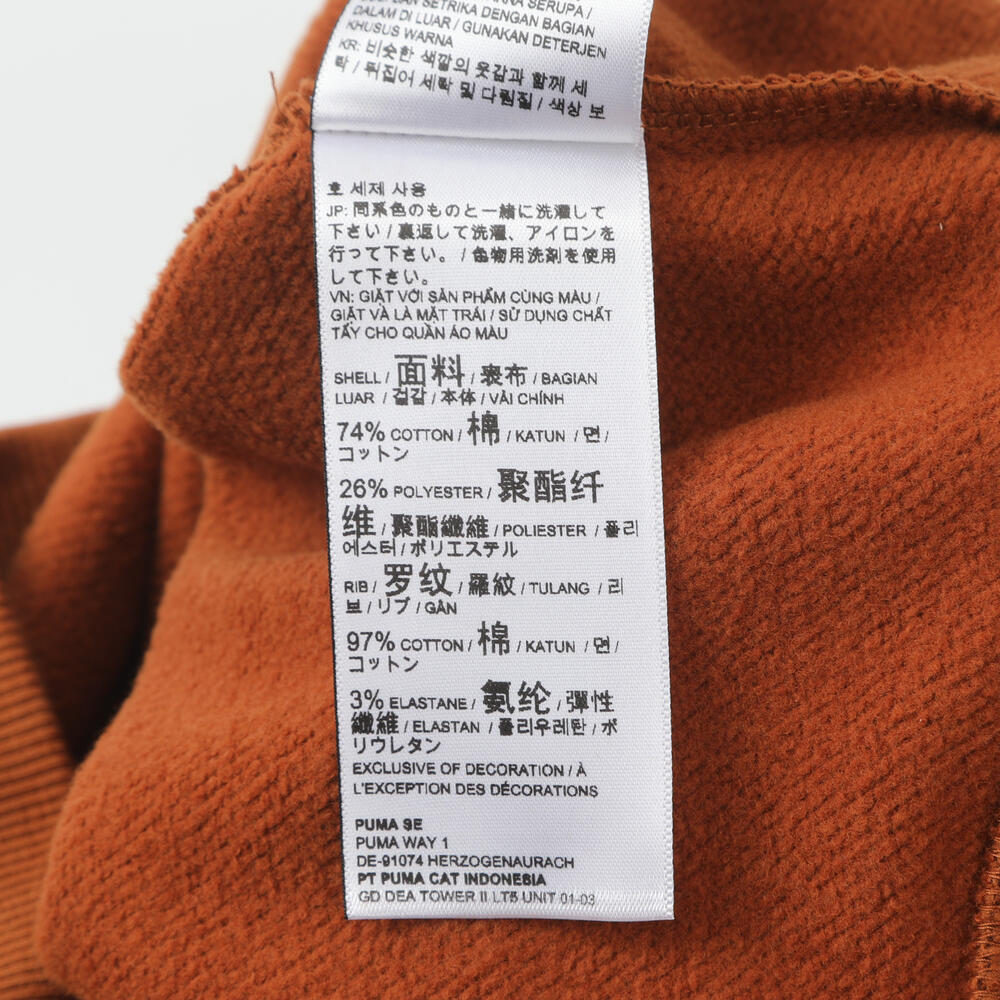 DALAM DI LUAR / GUNAKAN DETERJEN
KHUSUS WARNA
KR: 비슷한 색깔의 옷감과 함께 세
탁 / 뒤집어 세탁 및 다림질 / 색상 보
호 세제 사용
JP: 同系色のものと一緒に洗濯して
下さい / 裏返して洗濯、アイロンを
行って下さい。 / 色物用洗剤を使用
して下さい。
VN: GIẶT VỚI SẢN PHẨM CÙNG MÀU /
GIẶT VÀ LÀ MẶT TRÁI / SỬ DỤNG CHẤT
TẨY CHO QUẦN ÁO MÀU
SHELL / 面料 / 表布 / BAGIAN
LUAR / 겉감 / 本体 / VẢI CHÍNH
74% COTTON / 棉 / KATUN / 면 /
コットン
26% POLYESTER / 聚酯纤
维 / 聚酯纖維 / POLIESTER / 폴리
에스터 / ポリエステル
RIB / 罗纹 / 羅紋 / TULANG / 리
브 / リブ / GÂN
97% COTTON / 棉 / KATUN / 면 /
コットン
3% ELASTANE / 氨纶 / 彈性
纖維 / ELASTAN / 폴리우레탄 / ポ
リウレタン
EXCLUSIVE OF DECORATION / À
L'EXCEPTION DES DÉCORATIONS
PUMA SE
PUMA WAY 1
DE-91074 HERZOGENAURACH
PT PUMA CAT INDONESIA
GD DEA TOWER II LT5 UNIT 01-03